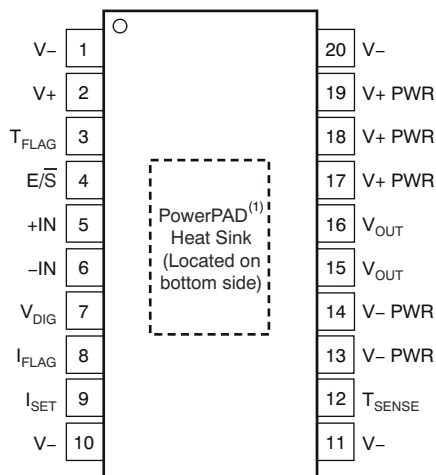 V– 1 20 V–
V+ 2 19 V+ PWR
TFLAG 3 18 V+ PWR
E/S̅ 4 17 V+ PWR
+IN 5 16 VOUT
–IN 6 15 VOUT
VDIG 7 14 V– PWR
IFLAG 8 13 V– PWR
ISET 9 12 TSENSE
V– 10 11 V–
PowerPAD(1)
Heat Sink
(Located on
bottom side)